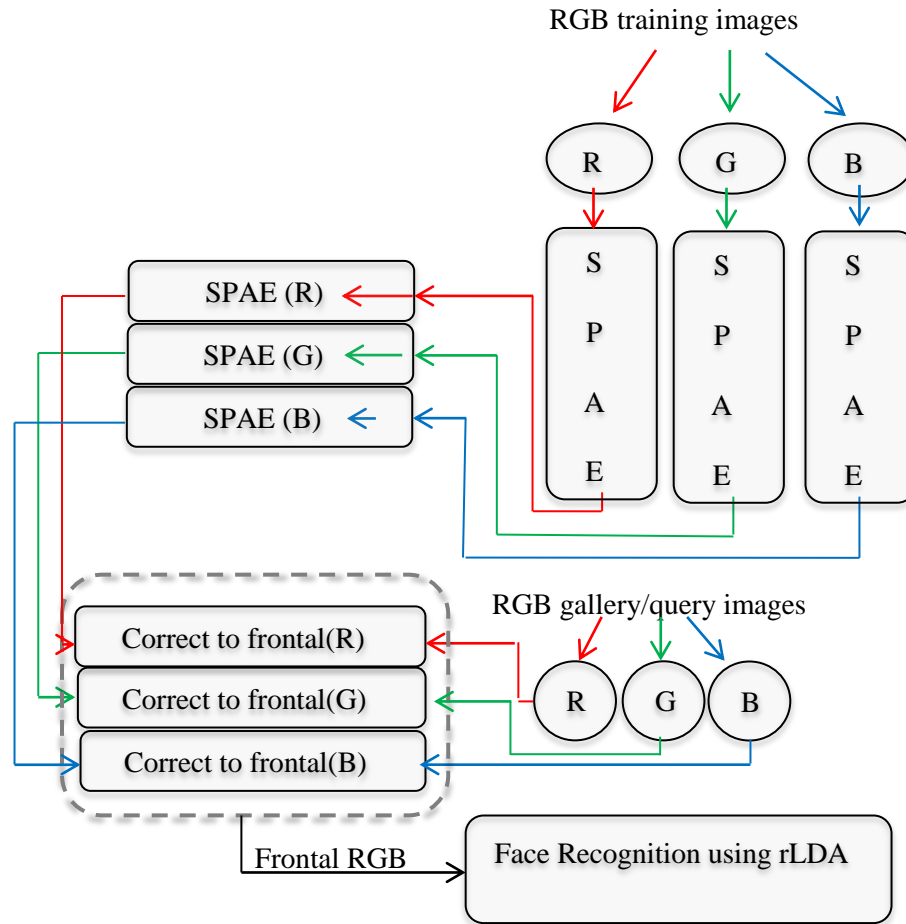 RGB training images
R G B
S S S
P P P
A A A
E E E
SPAE (R)
SPAE (G)
SPAE (B)
RGB gallery/query images
Correct to frontal(R)
Correct to frontal(G)
Correct to frontal(B)
R G B
Frontal RGB
Face Recognition using rLDA